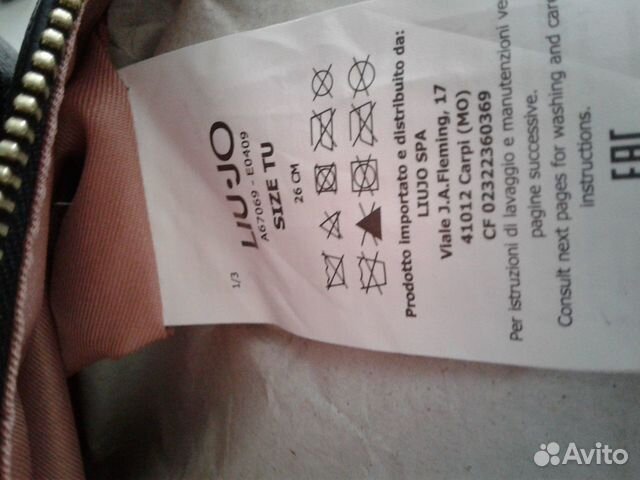 1/3
LIU·JO
A67069 - E0409
SIZE TU
26 CM
Prodotto importato e distribuito da:
LIUJO SPA
Viale J.A.Fleming, 17
41012 Carpi (MO)
CF 02322360369
Per istruzioni di lavaggio e manutenzioni ve
pagine successive.
Consult next pages for washing and care
instructions.
EAC
Avito